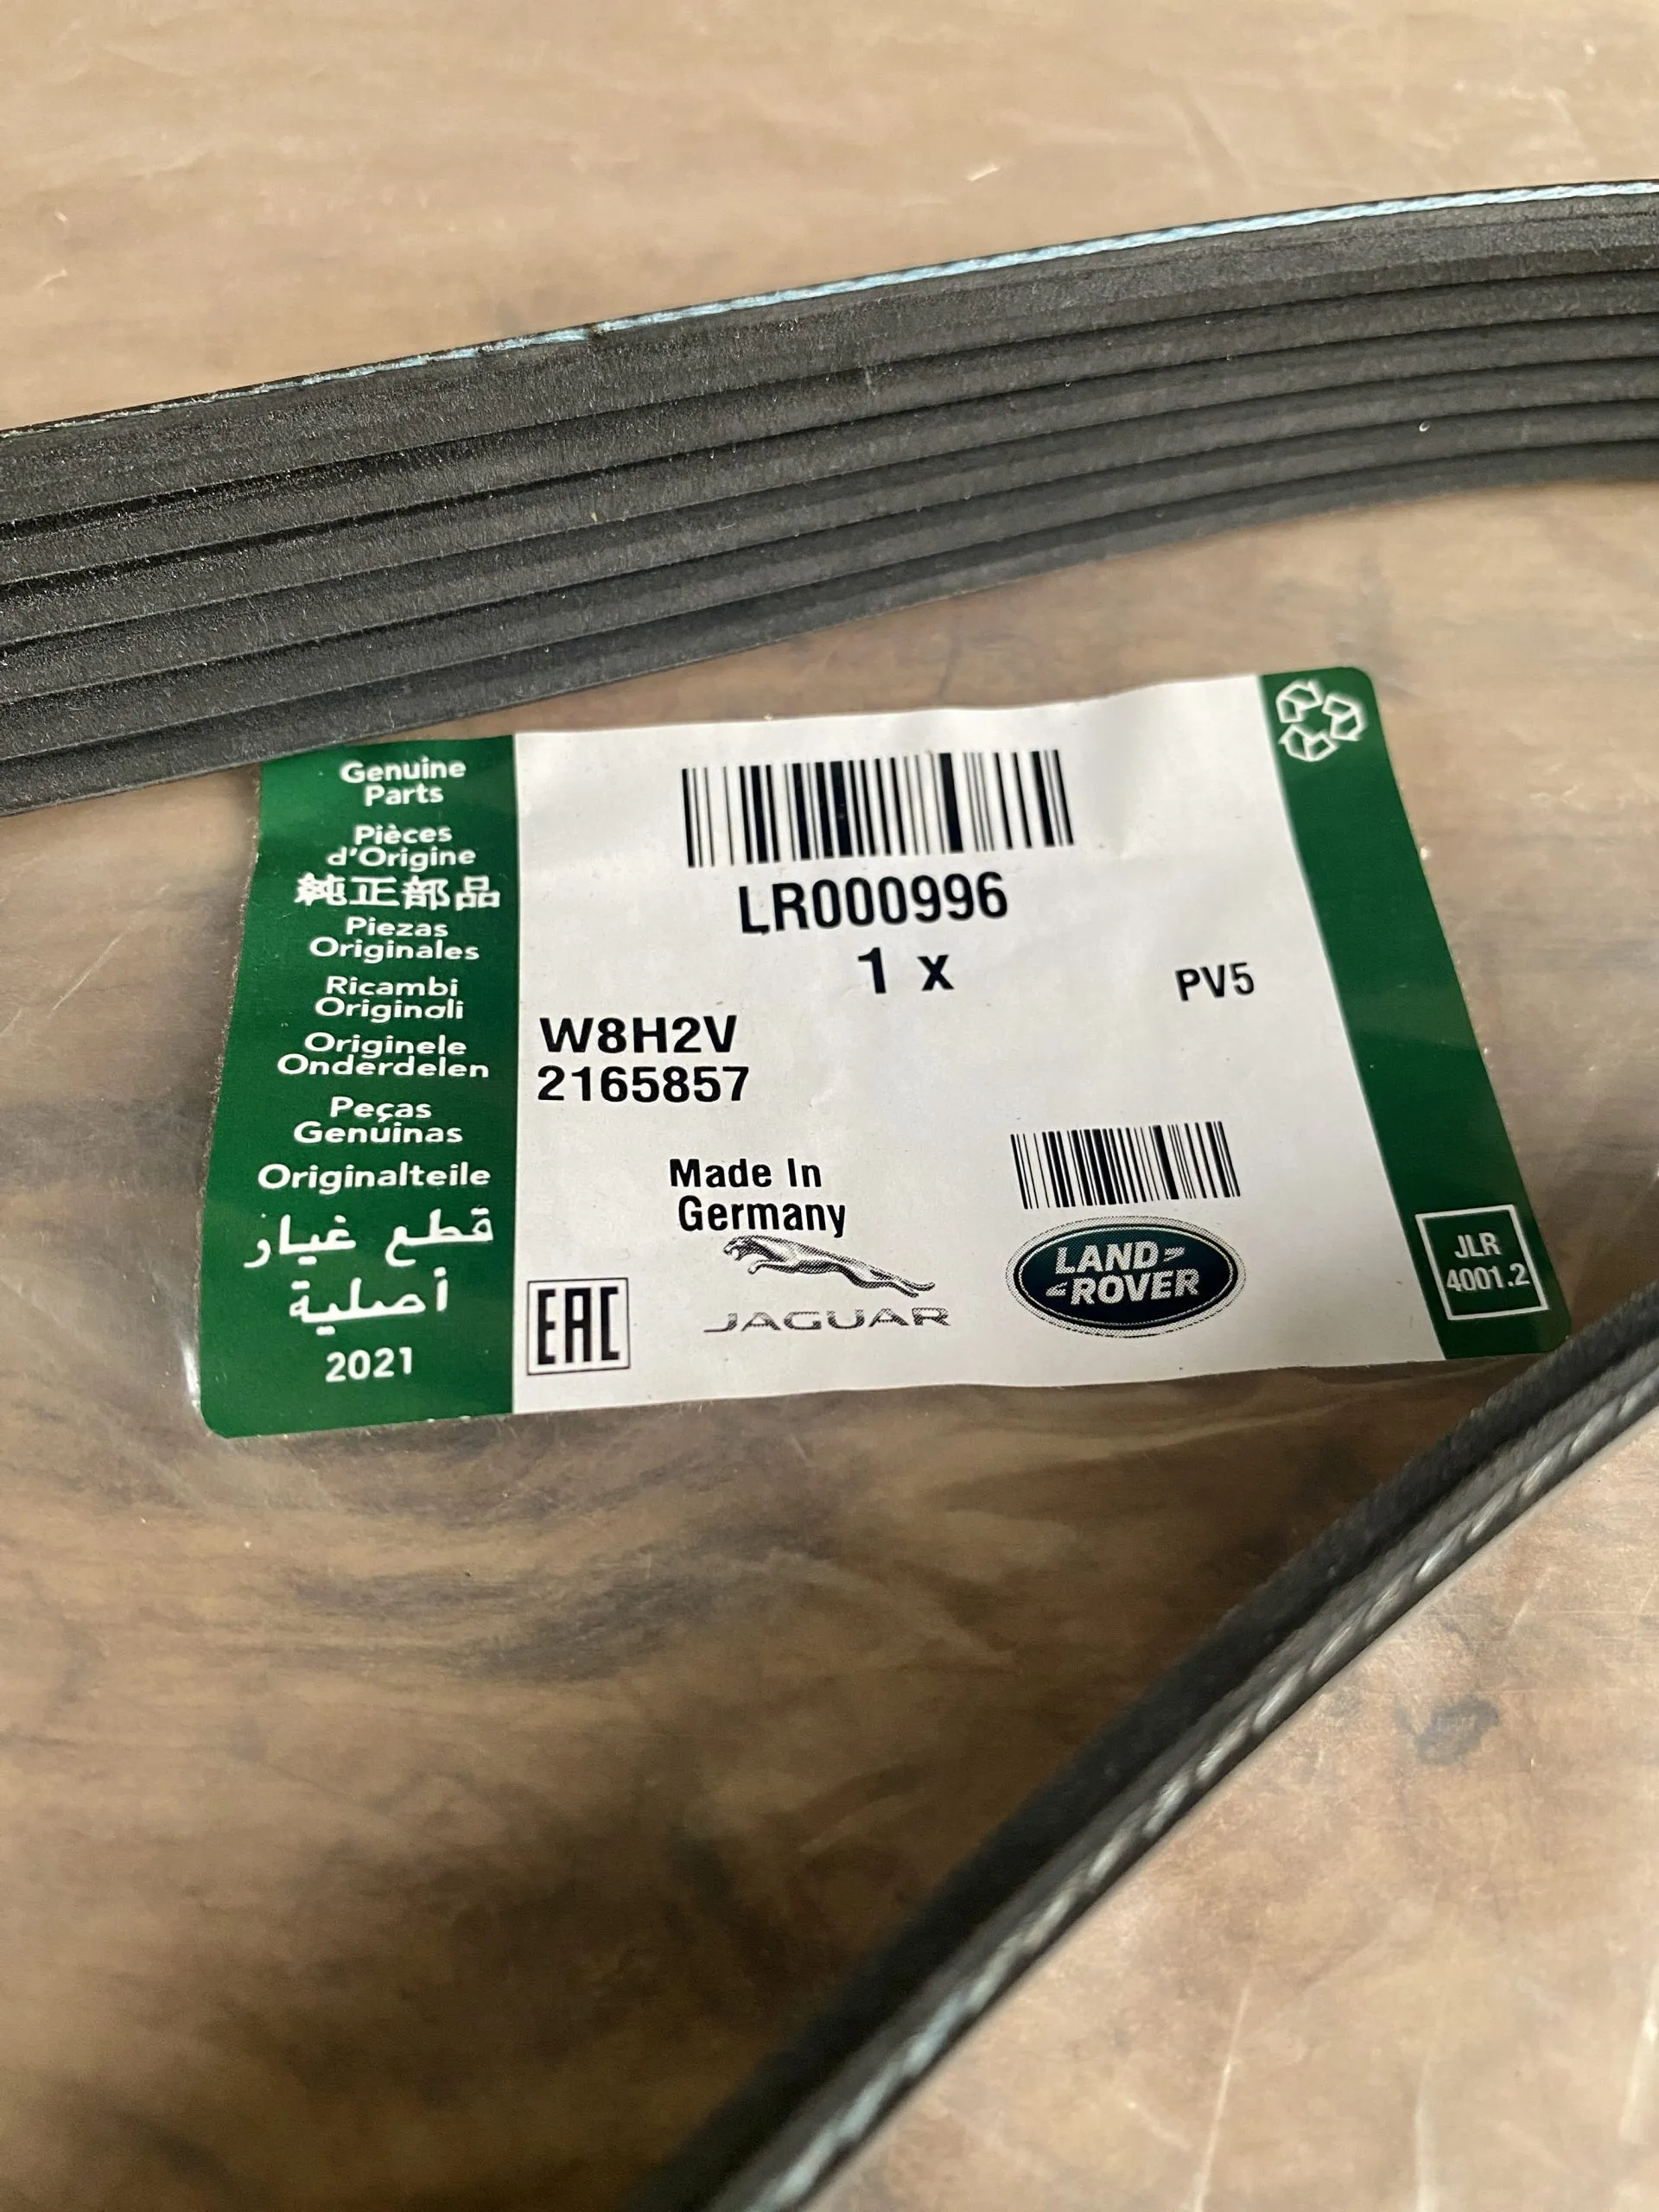 Genuine
Parts
Pièces
d'Origine
純正部品
Piezas
Originales
Ricambi
Originali
Originele
Onderdelen
Peças
Genuínas
Originalteile
قطع غيار
أصلية
2021
LR000996
1 x
PV5
W8H2V
2165857
Made In
Germany
EAC
JAGUAR
LAND
ROVER
JLR
4001.2